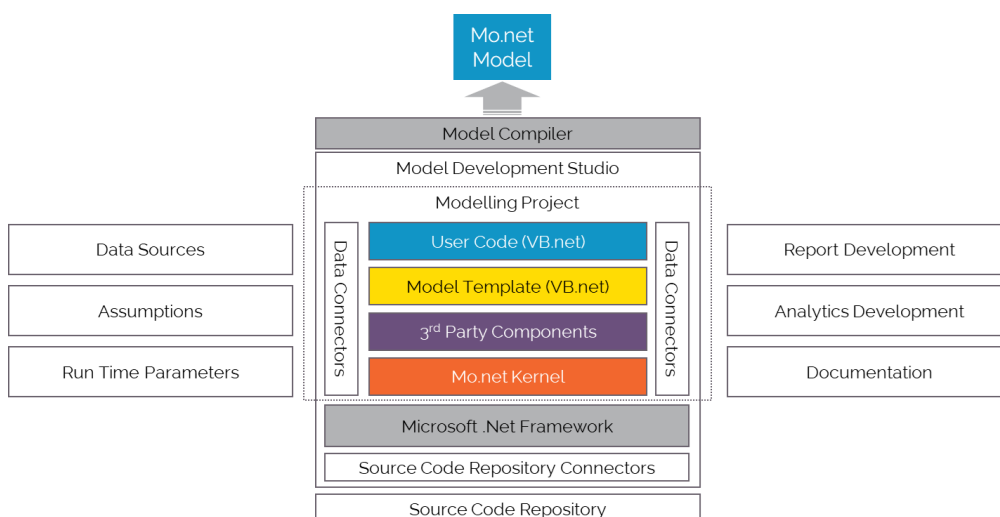 Mo.net
Model
Model Compiler
Model Development Studio
Modelling Project
Data Sources
Assumptions
Run Time Parameters
Data Connectors
User Code (VB.net)
Model Template (VB.net)
3rd Party Components
Mo.net Kernel
Data Connectors
Report Development
Analytics Development
Documentation
Microsoft .Net Framework
Source Code Repository Connectors
Source Code Repository